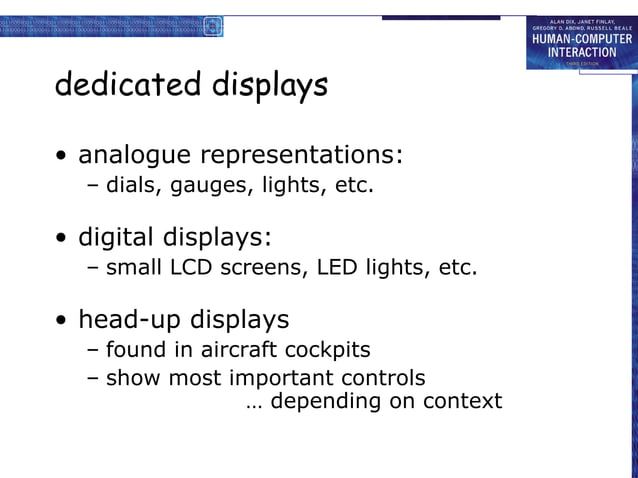 ALAN DIX, JANET FINLAY,
GREGORY D. ABOWD, RUSSELL BEALE
HUMAN-COMPUTER
INTERACTION
THIRD EDITION
dedicated displays
• analogue representations:
– dials, gauges, lights, etc.
• digital displays:
– small LCD screens, LED lights, etc.
• head-up displays
– found in aircraft cockpits
– show most important controls
… depending on context